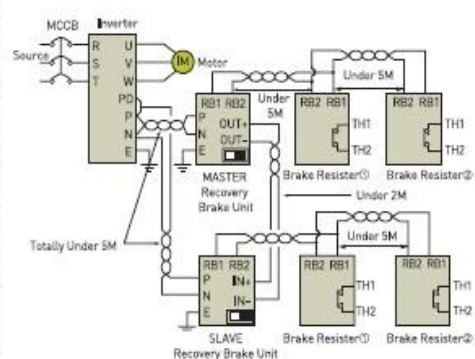 MCCB
Inverter
Source
R
S
T
U
V
W
IM
Motor
PD
P
N
E
RB1 RB2
P
N
E
OUT+
OUT-
MASTER
Recovery
Brake Unit
Under
5M
Under 5M
RB2 RB1
TH1
TH2
Brake Resister①
RB2 RB1
TH1
TH2
Brake Resister②
Under 2M
Totally Under 5M
RB1 RB2
P
N
E
IN+
IN-
SLAVE
Recovery Brake Unit
Under 5M
RB2 RB1
TH1
TH2
Brake Resister①
RB2 RB1
TH1
TH2
Brake Resister②